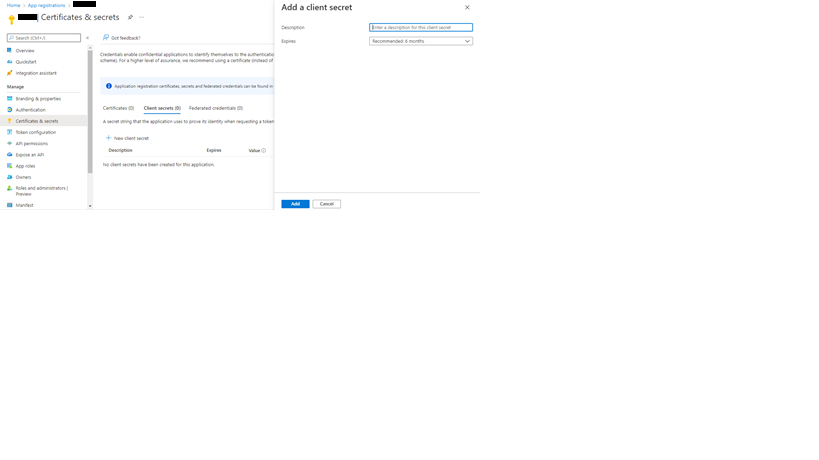 Home > App registrations >
| Certificates & secrets
Search (Ctrl+/)
Overview
Quickstart
Integration assistant
Manage
Branding & properties
Authentication
Certificates & secrets
Token configuration
API permissions
Expose an API
App roles
Owners
Roles and administrators |
Preview
Manifest
Got feedback?
Credentials enable confidential applications to identify themselves to the authentication
scheme). For a higher level of assurance, we recommend using a certificate (instead of
Application registration certificates, secrets and federated credentials can be found in
Certificates (0) Client secrets (0) Federated credentials (0)
A secret string that the application uses to prove its identity when requesting a token
New client secret
Description Expires Value
No client secrets have been created for this application.
Add a client secret
Description Enter a description for this client secret
Expires Recommended: 6 months
Add Cancel